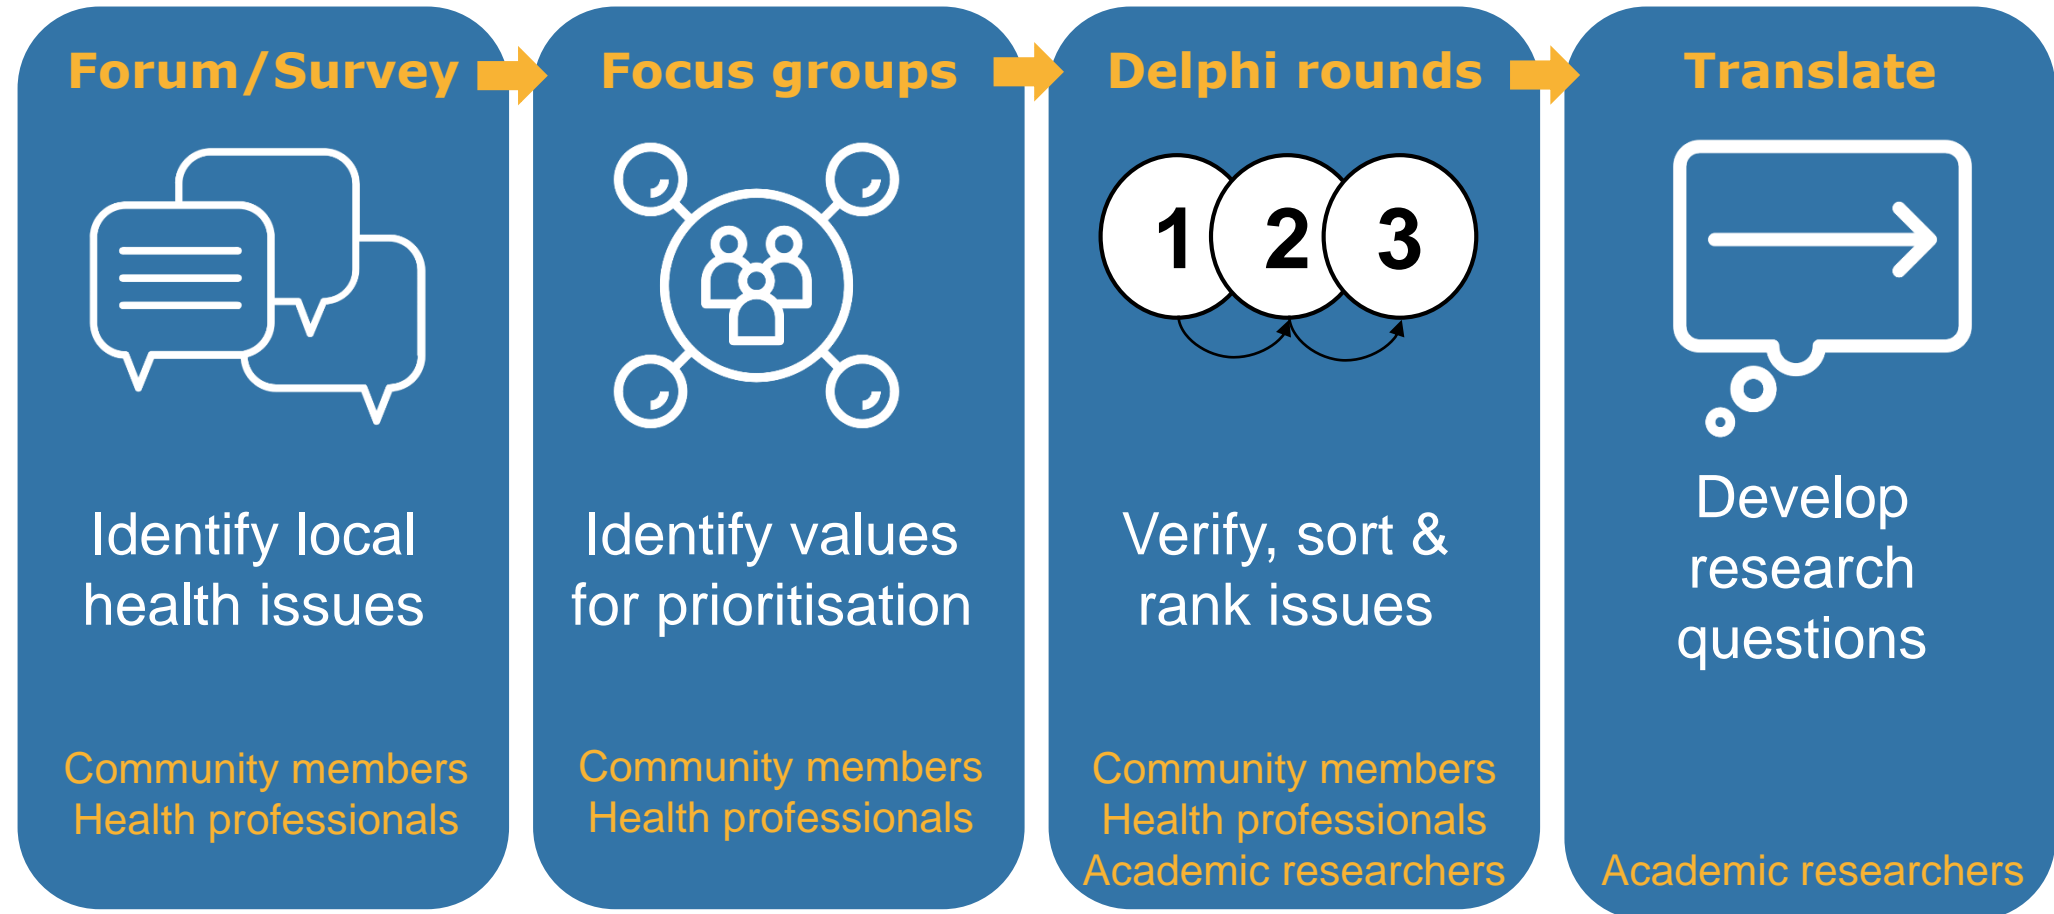 Forum/Survey
Identify local
health issues
Community members
Health professionals
Focus groups
Identify values
for prioritisation
Community members
Health professionals
Delphi rounds
1 2 3
Verify, sort &
rank issues
Community members
Health professionals
Academic researchers
Translate
Develop
research
questions
Academic researchers